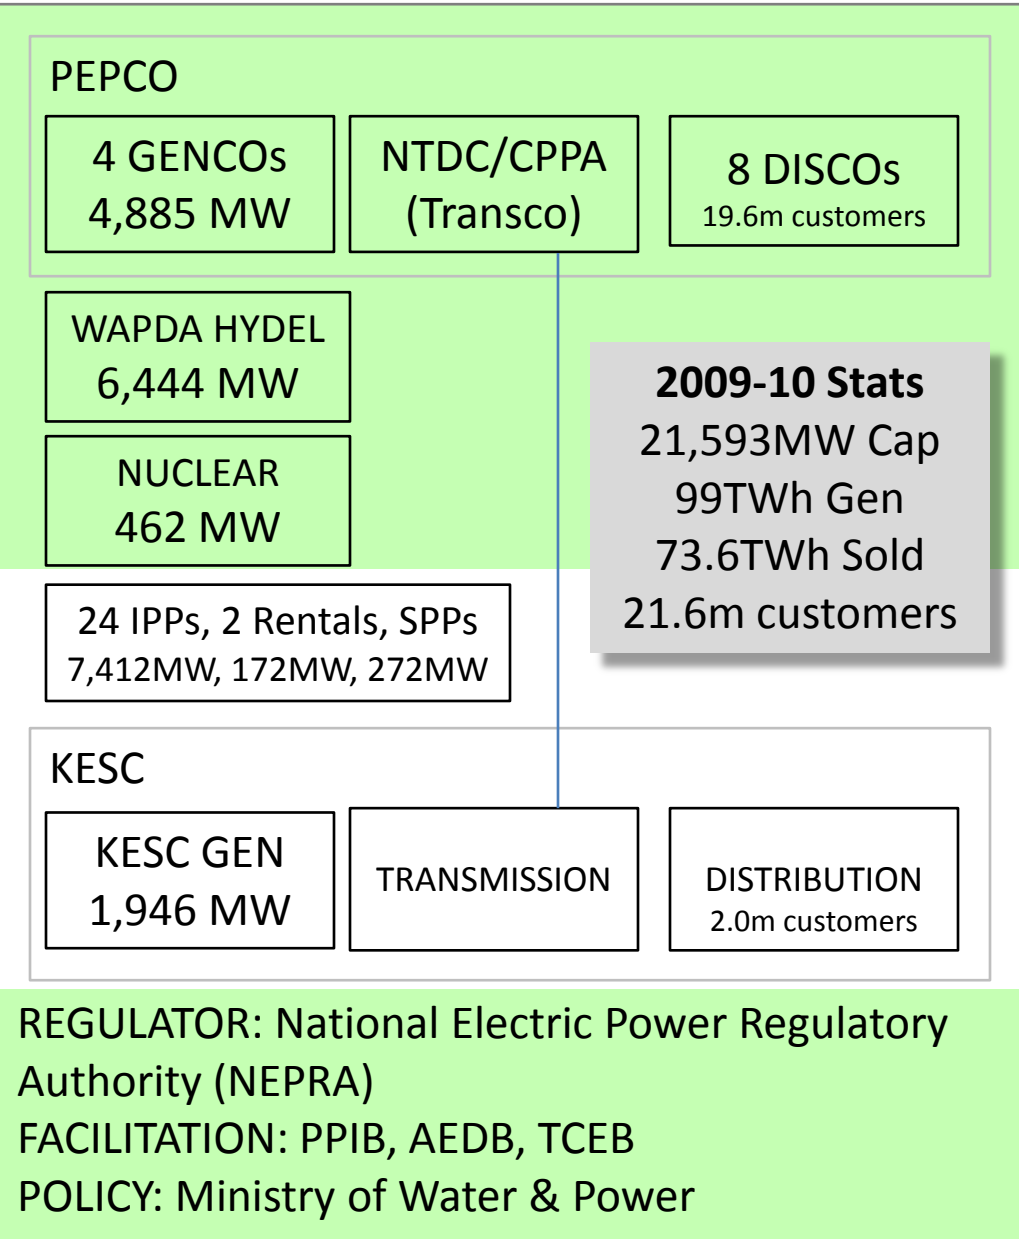 PEPCO
4 GENCOs
4,885 MW
NTDC/CPPA
(Transco)
8 DISCOs
19.6m customers
WAPDA HYDEL
6,444 MW
NUCLEAR
462 MW
2009-10 Stats
21,593MW Cap
99TWh Gen
73.6TWh Sold
21.6m customers
24 IPPs, 2 Rentals, SPPs
7,412MW, 172MW, 272MW
KESC
KESC GEN
1,946 MW
TRANSMISSION
DISTRIBUTION
2.0m customers
REGULATOR: National Electric Power Regulatory
Authority (NEPRA)
FACILITATION: PPIB, AEDB, TCEB
POLICY: Ministry of Water & Power